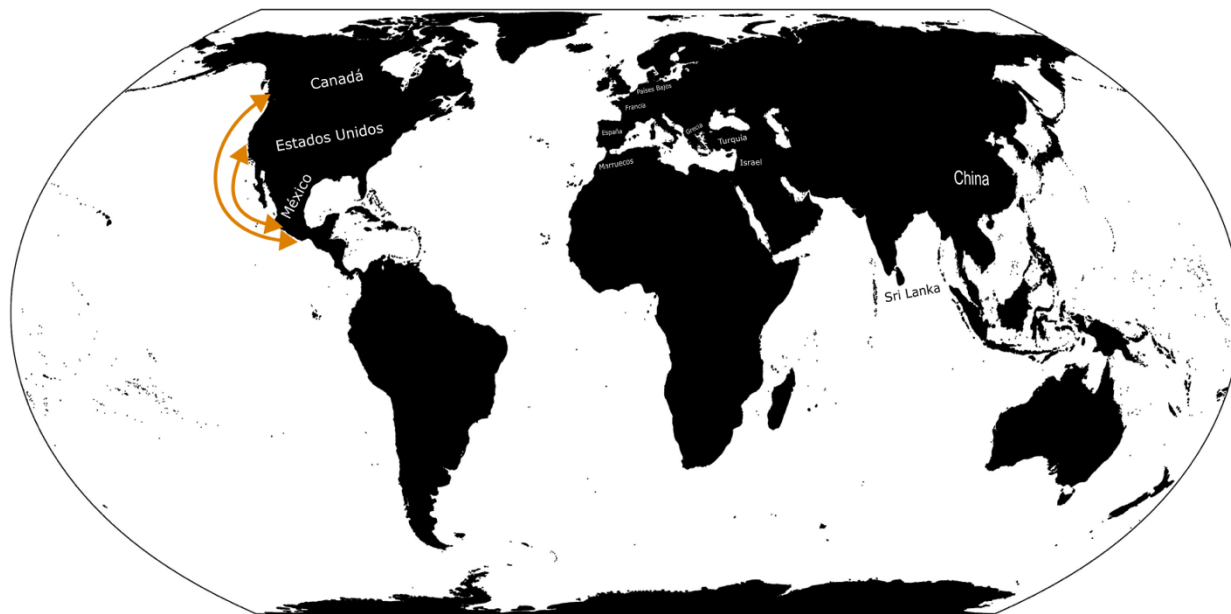 Canadá
Estados Unidos
México
Países Bajos
Francia
España
Grecia
Turquía
Marruecos
Israel
China
Sri Lanka